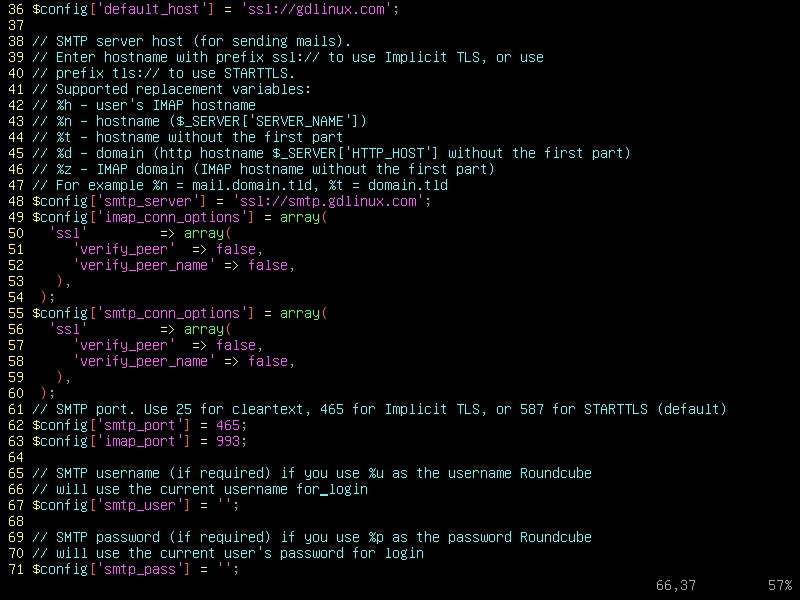 36 $config['default_host'] = 'ssl://gdlinux.com';
37
38 // SMTP server host (for sending mails).
39 // Enter hostname with prefix ssl:// to use Implicit TLS, or use
40 // prefix tls:// to use STARTTLS.
41 // Supported replacement variables:
42 // %h - user's IMAP hostname
43 // %n - hostname ($_SERVER['SERVER_NAME'])
44 // %t - hostname without the first part
45 // %d - domain (http hostname $_SERVER['HTTP_HOST'] without the first part)
46 // %z - IMAP domain (IMAP hostname without the first part)
47 // For example %n = mail.domain.tld, %t = domain.tld
48 $config['smtp_server'] = 'ssl://smtp.gdlinux.com';
49 $config['imap_conn_options'] = array(
50   'ssl'         => array(
51      'verify_peer'  => false,
52      'verify_peer_name' => false,
53    ),
54  );
55 $config['smtp_conn_options'] = array(
56   'ssl'         => array(
57      'verify_peer'  => false,
58      'verify_peer_name' => false,
59    ),
60  );
61 // SMTP port. Use 25 for cleartext, 465 for Implicit TLS, or 587 for STARTTLS (default)
62 $config['smtp_port'] = 465;
63 $config['imap_port'] = 993;
64
65 // SMTP username (if required) if you use %u as the username Roundcube
66 // will use the current username for login
67 $config['smtp_user'] = '';
68
69 // SMTP password (if required) if you use %p as the password Roundcube
70 // will use the current user's password for login
71 $config['smtp_pass'] = '';
66,37 57%